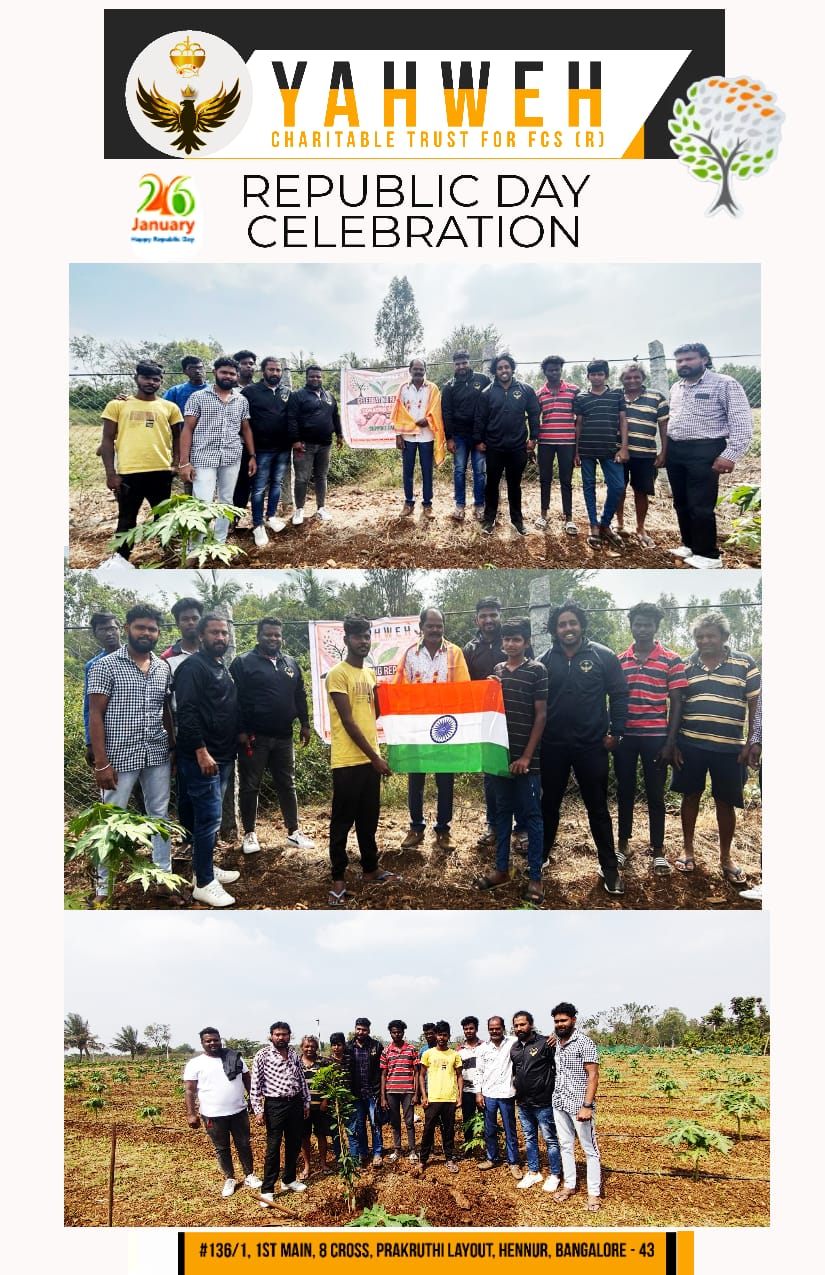 YAHWEH
CHARITABLE TRUST FOR FCS (R)
26
January
Happy Republic Day
REPUBLIC DAY
CELEBRATION
YAHWEH
#136/1, 1ST MAIN, 8 CROSS, PRAKRUTHI LAYOUT, HENNUR, BANGALORE - 43